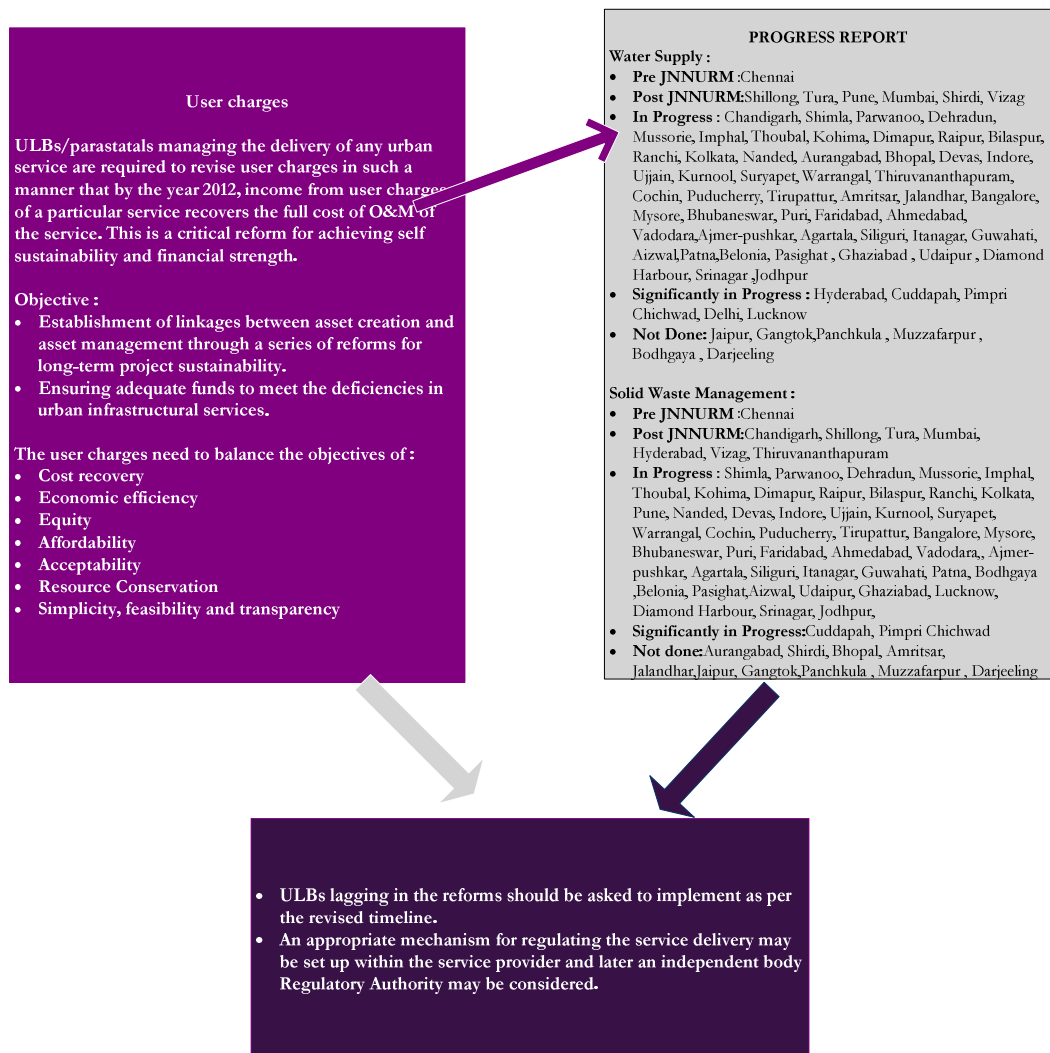 User charges
ULBs/parastatals managing the delivery of any urban
service are required to revise user charges in such a
manner that by the year 2012, income from user charges
of a particular service recovers the full cost of O&M of
the service. This is a critical reform for achieving self
sustainability and financial strength.
Objective :
• Establishment of linkages between asset creation and
asset management through a series of reforms for
long-term project sustainability.
• Ensuring adequate funds to meet the deficiencies in
urban infrastructural services.
The user charges need to balance the objectives of :
• Cost recovery
• Economic efficiency
• Equity
• Affordability
• Acceptability
• Resource Conservation
• Simplicity, feasibility and transparency
PROGRESS REPORT
Water Supply :
• Pre JNNURM :Chennai
• Post JNNURM:Shillong, Tura, Pune, Mumbai, Shirdi, Vizag
• In Progress : Chandigarh, Shimla, Parwanoo, Dehradun,
Mussorie, Imphal, Thoubal, Kohima, Dimapur, Raipur, Bilaspur,
Ranchi, Kolkata, Nanded, Aurangabad, Bhopal, Devas, Indore,
Ujjain, Kurnool, Suryapet, Warrangal, Thiruvananthapuram,
Cochin, Puducherry, Tirupattur, Amritsar, Jalandhar, Bangalore,
Mysore, Bhubaneswar, Puri, Faridabad, Ahmedabad,
Vadodara,Ajmer-pushkar, Agartala, Siliguri, Itanagar, Guwahati,
Aizwal,Patna,Belonia, Pasighat , Ghaziabad , Udaipur , Diamond
Harbour, Srinagar ,Jodhpur
• Significantly in Progress : Hyderabad, Cuddapah, Pimpri
Chichwad, Delhi, Lucknow
• Not Done: Jaipur, Gangtok,Panchkula , Muzzafarpur ,
Bodhgaya , Darjeeling
Solid Waste Management :
• Pre JNNURM :Chennai
• Post JNNURM:Chandigarh, Shillong, Tura, Mumbai,
Hyderabad, Vizag, Thiruvananthapuram
• In Progress : Shimla, Parwanoo, Dehradun, Mussorie, Imphal,
Thoubal, Kohima, Dimapur, Raipur, Bilaspur, Ranchi, Kolkata,
Pune, Nanded, Devas, Indore, Ujjain, Kurnool, Suryapet,
Warrangal, Cochin, Puducherry, Tirupattur, Bangalore, Mysore,
Bhubaneswar, Puri, Faridabad, Ahmedabad, Vadodara,, Ajmer-
pushkar, Agartala, Siliguri, Itanagar, Guwahati, Patna, Bodhgaya
,Belonia, Pasighat,Aizwal, Udaipur, Ghaziabad, Lucknow,
Diamond Harbour, Srinagar, Jodhpur,
• Significantly in Progress:Cuddapah, Pimpri Chichwad
• Not done:Aurangabad, Shirdi, Bhopal, Amritsar,
Jalandhar,Jaipur, Gangtok,Panchkula , Muzzafarpur , Darjeeling
• ULBs lagging in the reforms should be asked to implement as per
the revised timeline.
• An appropriate mechanism for regulating the service delivery may
be set up within the service provider and later an independent body
Regulatory Authority may be considered.